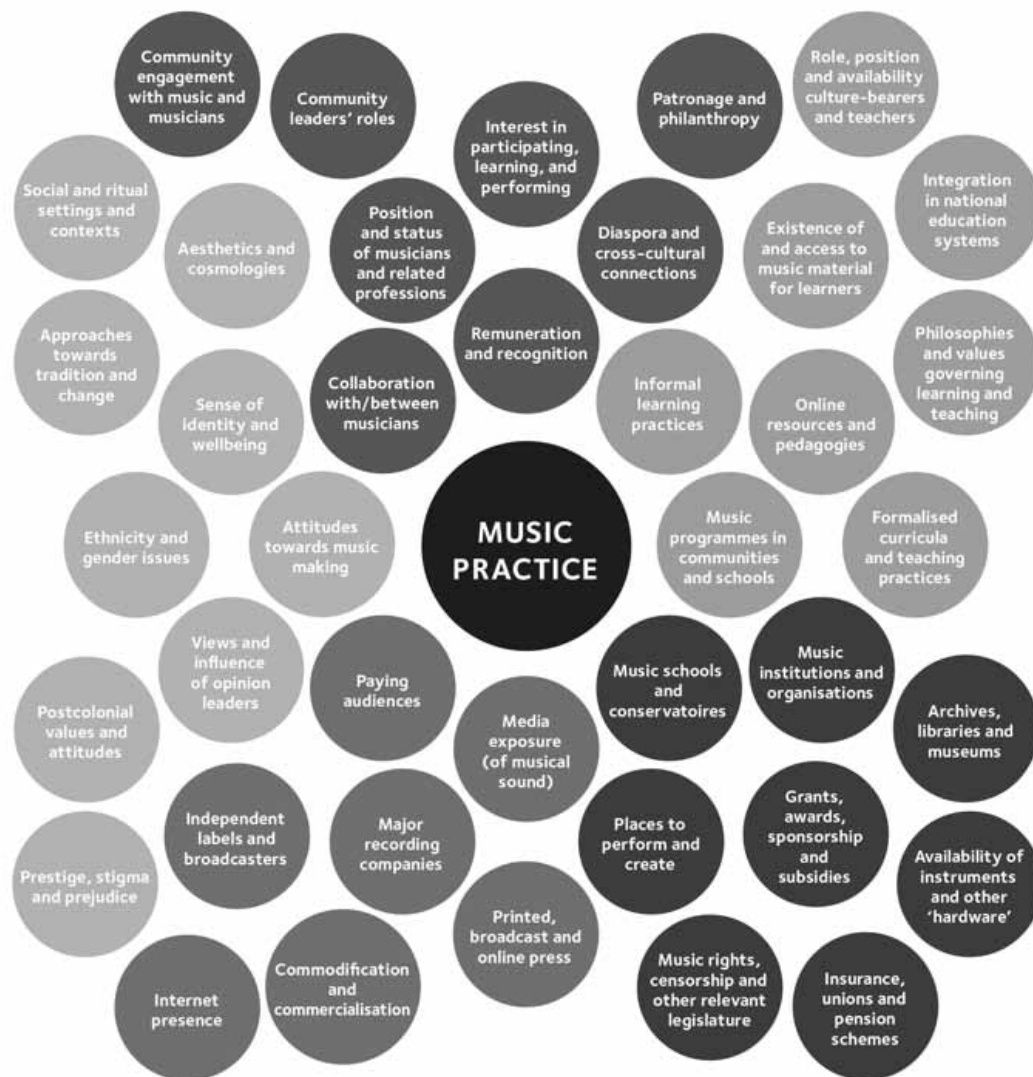 Community
engagement
with music and
musicians
Community
leaders' roles
Interest in
participating,
learning, and
performing
Patronage and
philanthropy
Role, position
and availability
culture-bearers
and teachers
Social and ritual
settings and
contexts
Aesthetics and
cosmologies
Position
and status
of musicians
and related
professions
Diaspora and
cross-cultural
connections
Existence of
and access to
music material
for learners
Integration
in national
education
systems
Approaches
towards
tradition and
change
Sense of
identity and
wellbeing
Collaboration
with/between
musicians
Remuneration
and recognition
Informal
learning
practices
Online
resources and
pedagogies
Philosophies
and values
governing
learning and
teaching
Ethnicity and
gender issues
Attitudes
towards music
making
MUSIC
PRACTICE
Music
programmes in
communities
and schools
Formalised
curricula
and teaching
practices
Views and
influence
of opinion
leaders
Paying
audiences
Media
exposure
(of musical
sound)
Music schools
and
conservatoires
Music
institutions and
organisations
Postcolonial
values and
attitudes
Archives,
libraries and
museums
Independent
labels and
broadcasters
Major
recording
companies
Places to
perform and
create
Grants,
awards,
sponsorship
and
subsidies
Prestige, stigma
and prejudice
Availability of
instruments
and other
‘hardware’
Printed,
broadcast and
online press
Internet
presence
Commodification
and
commercialisation
Music rights,
censorship and
other relevant
legislature
Insurance,
unions and
pension
schemes